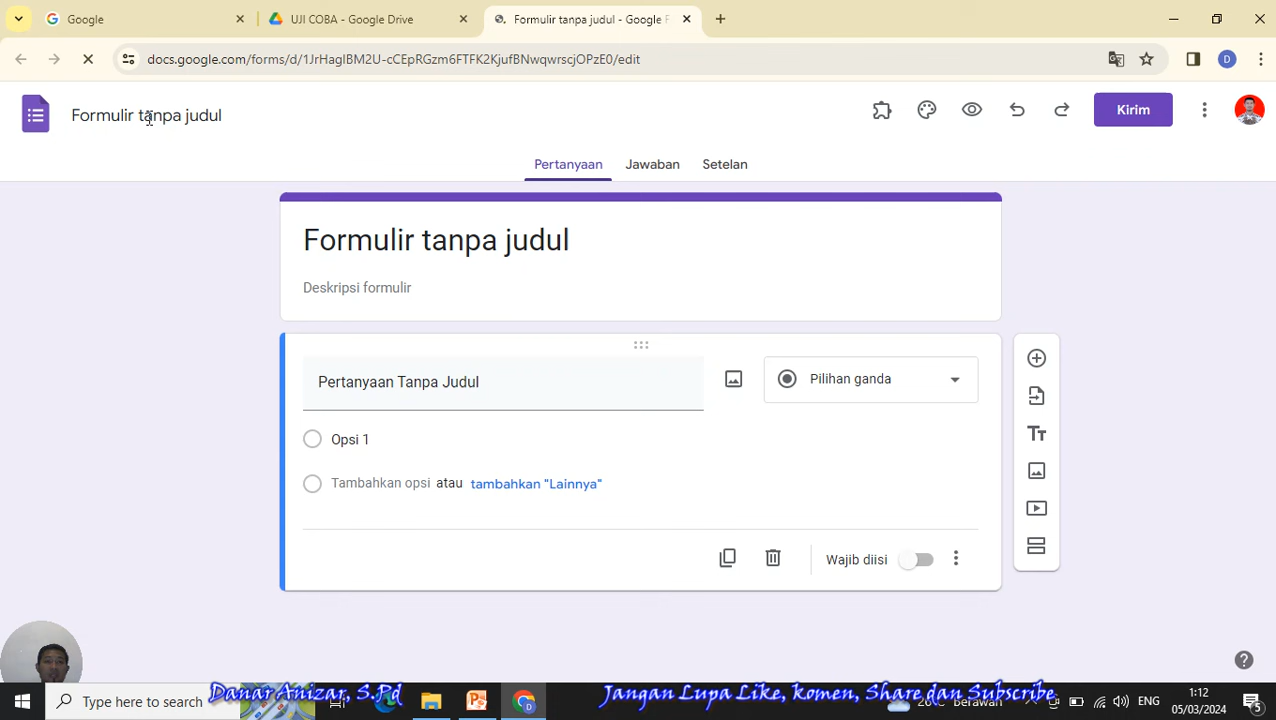 Google
UJI COBA - Google Drive
Formulir tanpa judul - Google F
docs.google.com/forms/d/1JrHagIBM2U-cCEpRGzm6FTFK2KjufBNwqwrscjOPzE0/edit
D
Formulir tanpa judul
Kirim
Pertanyaan
Jawaban
Setelan
Formulir tanpa judul
Deskripsi formulir
Pertanyaan Tanpa Judul
Pilihan ganda
Opsi 1
Tambahkan opsi atau tambahkan "Lainnya"
Wajib diisi
Type here to search
Danar Anizar, S.Pd
Jangan Lupa Like, komen, Share dan Subscribe
Berawan
ENG
1:12
05/03/2024
5